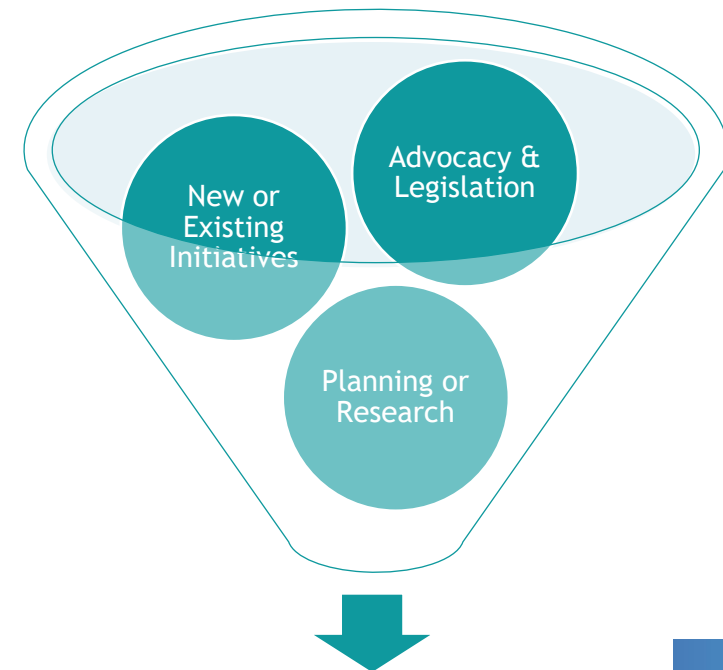 Advocacy &
Legislation
New or
Existing
Initiatives
Planning or
Research